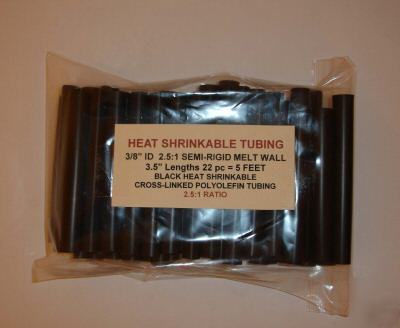 HEAT SHRINKABLE TUBING
3/8" ID 2.5:1 SEMI-RIGID MELT WALL
3.5" Lengths 22 pc = 5 FEET
BLACK HEAT SHRINKABLE
CROSS-LINKED POLYOLEFIN TUBING
2.5:1 RATIO